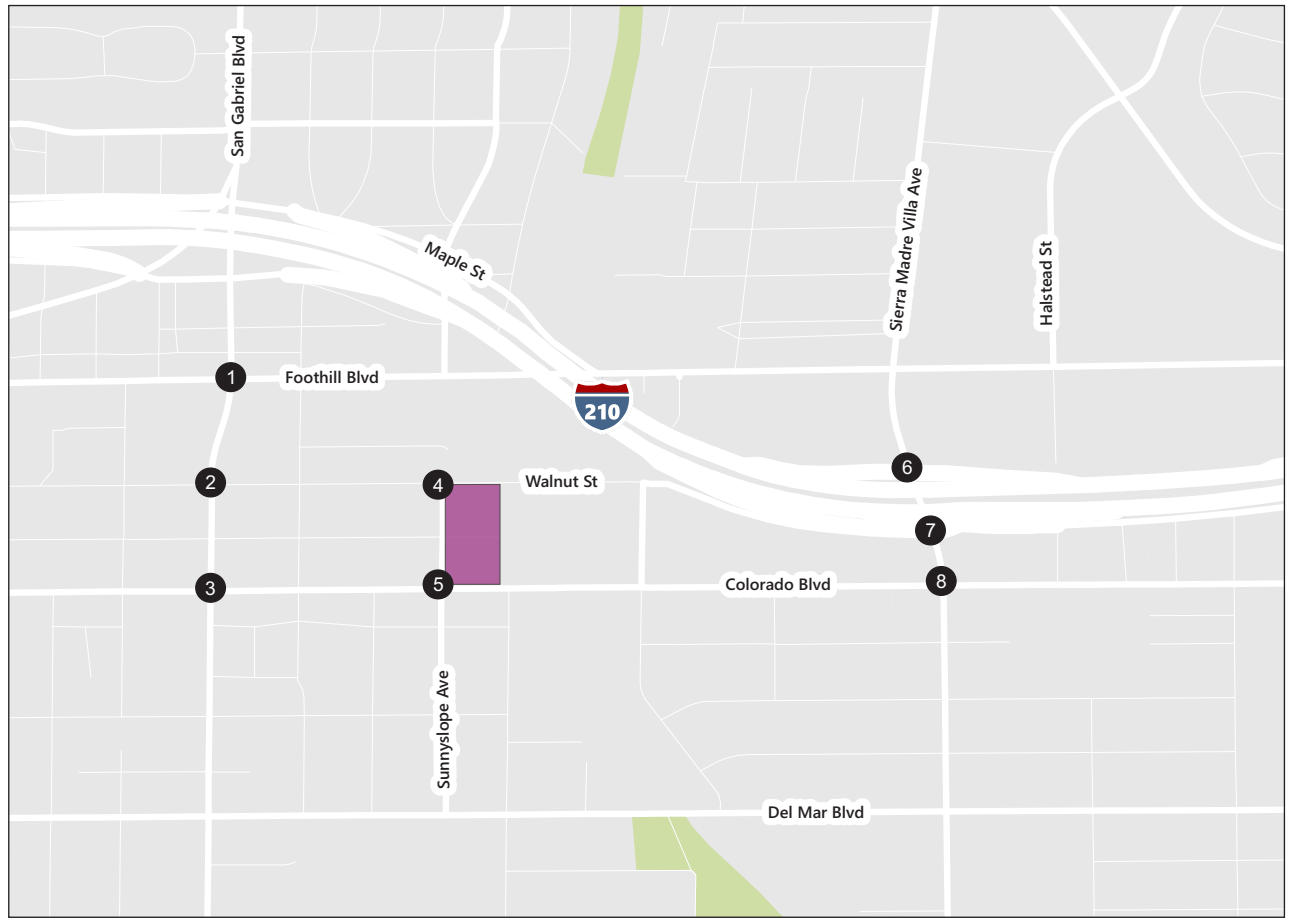 San Gabriel Blvd
Maple St
Sierra Madre Villa Ave
Halstead St
1
Foothill Blvd
210
6
2
4
Walnut St
7
3
5
Colorado Blvd
8
Sunnyslope Ave
Del Mar Blvd